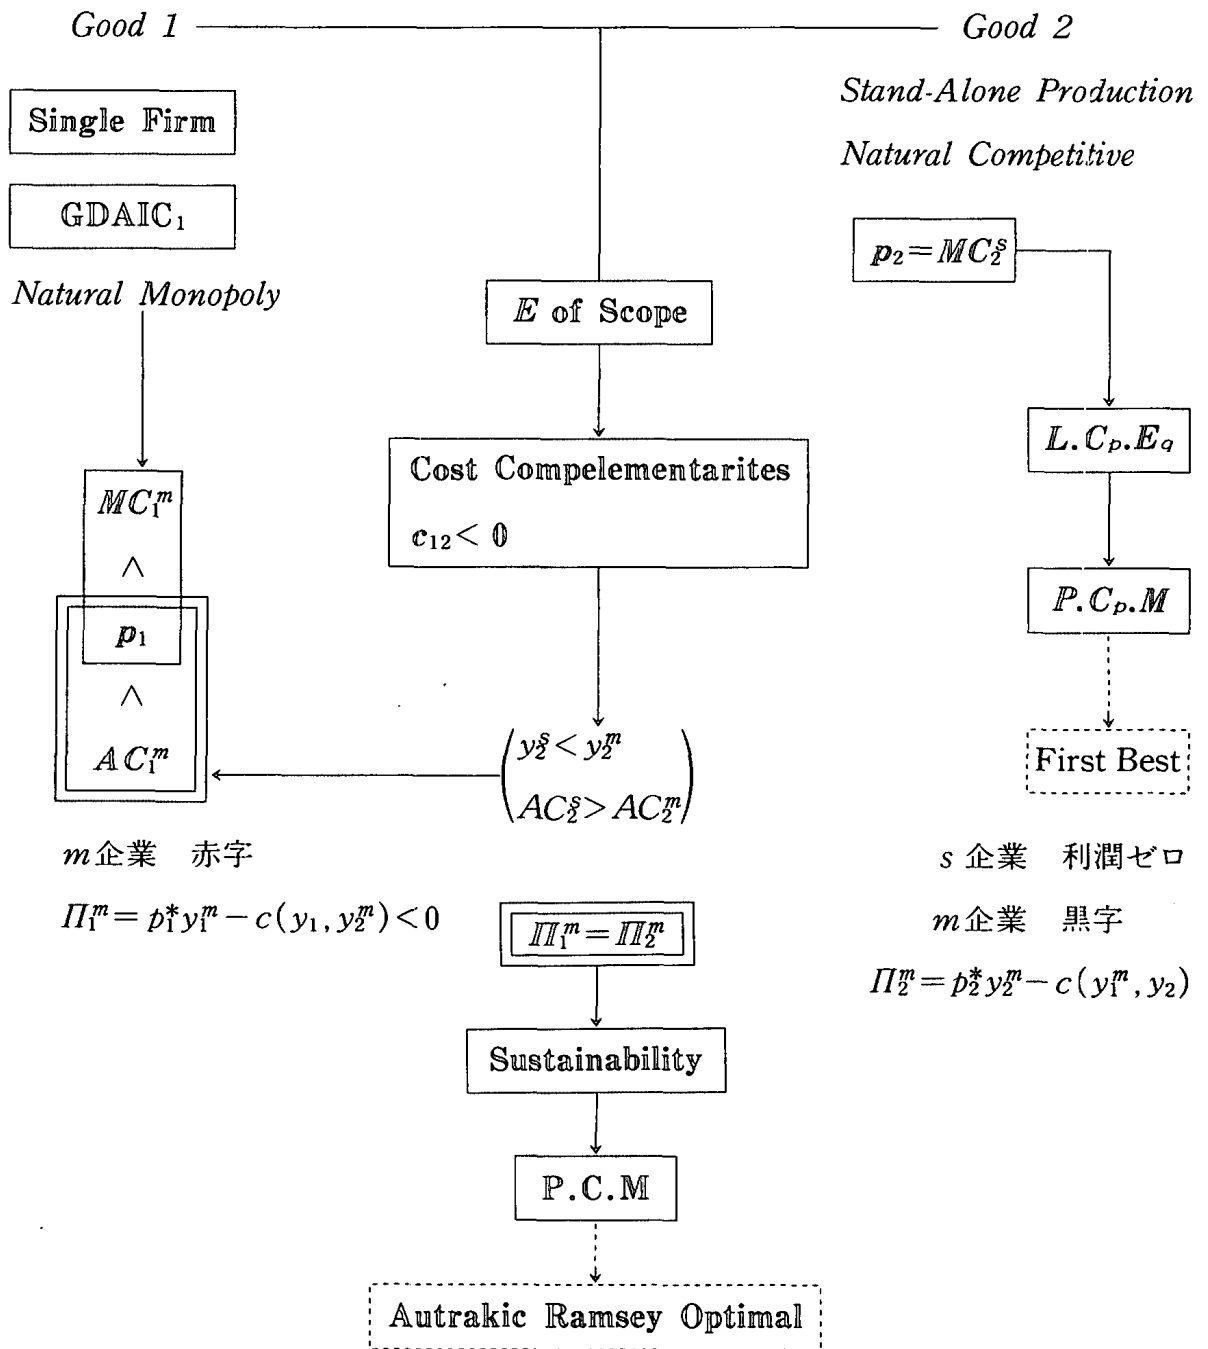 Good 1
Good 2
Stand-Alone Production
Natural Competitive
Single Firm
GDAIC₁
Natural Monopoly
p₂=MC₂ˢ
E of Scope
L.Cₚ.E_q
Cost Compelementarites
c₁₂< 0
MC₁ᵐ
∧
p₁
∧
AC₁ᵐ
P.Cₚ.M
First Best
y₂ˢ< y₂ᵐ
AC₂ˢ> AC₂ᵐ
m企業 赤字
Π₁ᵐ= p₁*y₁ᵐ−c(y₁, y₂ᵐ)<0
s 企業 利潤ゼロ
m企業 黒字
Π₂ᵐ= p₂*y₂ᵐ−c(y₁ᵐ, y₂)
Π₁ᵐ=Π₂ᵐ
Sustainability
P.C.M
Autrakic Ramsey Optimal